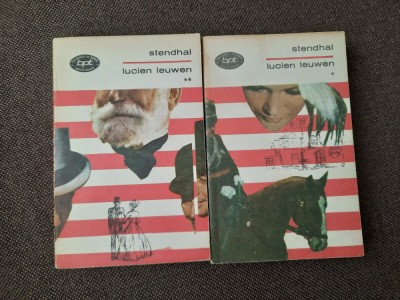 stendhal
bpt
lucien leuwen
**
stendhal
bpt
lucien leuwen
*